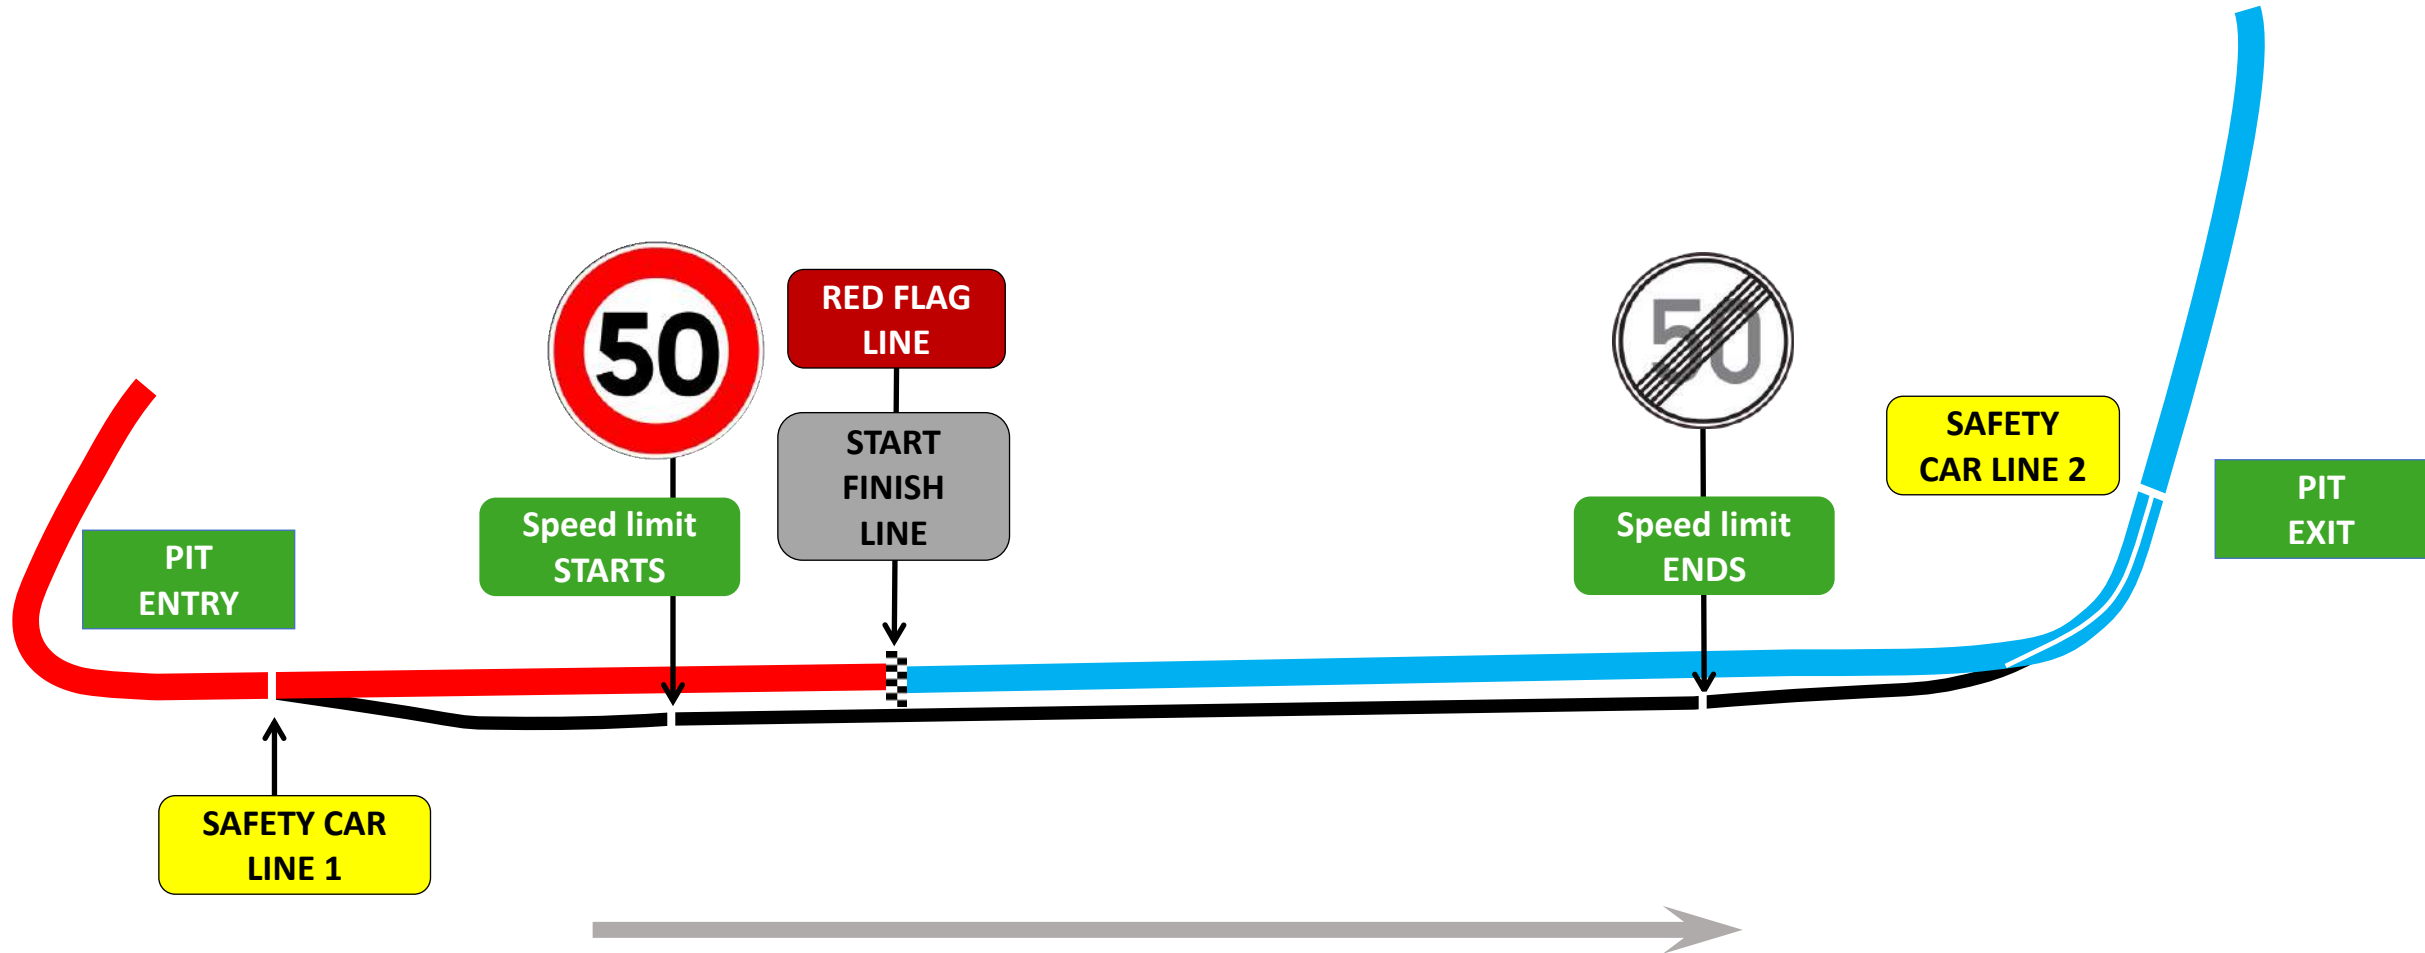 50
RED FLAG
LINE
50
START
FINISH
LINE
SAFETY
CAR LINE 2
PIT
EXIT
Speed limit
STARTS
Speed limit
ENDS
PIT
ENTRY
SAFETY CAR
LINE 1